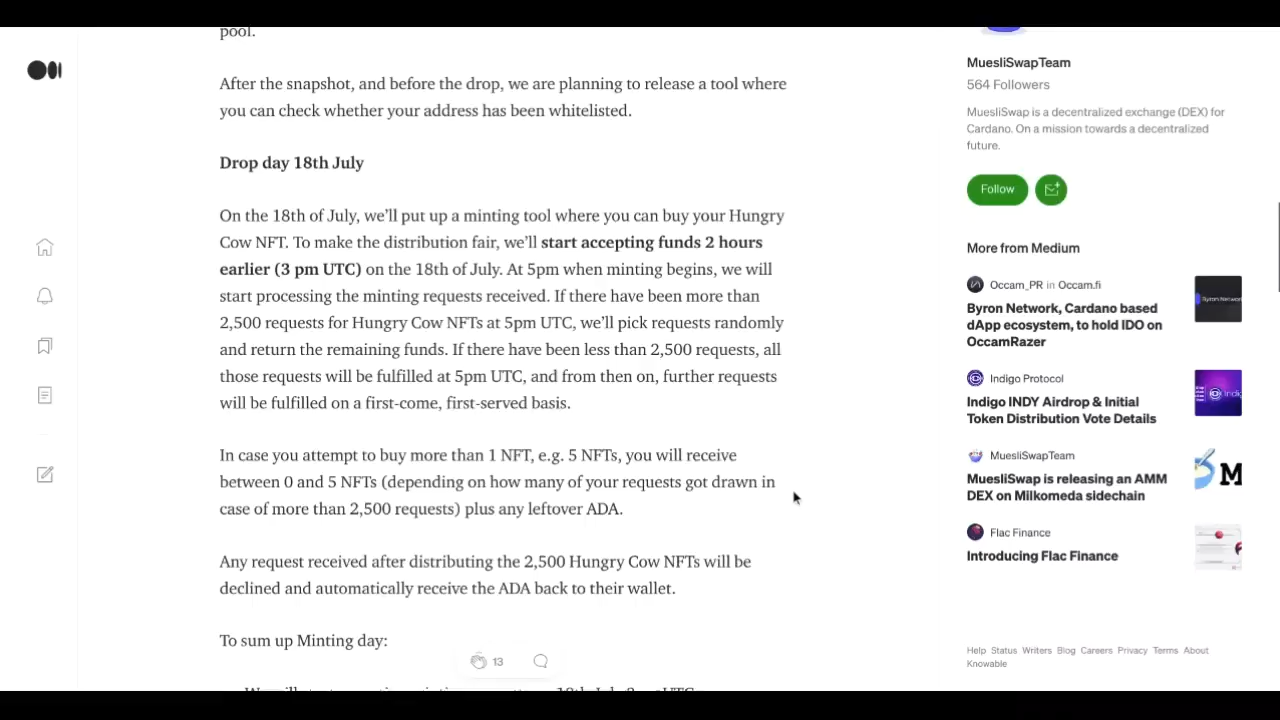 pool.
After the snapshot, and before the drop, we are planning to release a tool where
you can check whether your address has been whitelisted.
Drop day 18th July
On the 18th of July, we'll put up a minting tool where you can buy your Hungry
Cow NFT. To make the distribution fair, we'll start accepting funds 2 hours
earlier (3 pm UTC) on the 18th of July. At 5pm when minting begins, we will
start processing the minting requests received. If there have been more than
2,500 requests for Hungry Cow NFTs at 5pm UTC, we'll pick requests randomly
and return the remaining funds. If there have been less than 2,500 requests, all
those requests will be fulfilled at 5pm UTC, and from then on, further requests
will be fulfilled on a first-come, first-served basis.
In case you attempt to buy more than 1 NFT, e.g. 5 NFTs, you will receive
between 0 and 5 NFTs (depending on how many of your requests got drawn in
case of more than 2,500 requests) plus any leftover ADA.
Any request received after distributing the 2,500 Hungry Cow NFTs will be
declined and automatically receive the ADA back to their wallet.
To sum up Minting day:
13
MuesliSwapTeam
564 Followers
MuesliSwap is a decentralized exchange (DEX) for
Cardano. On a mission towards a decentralized
future.
Follow
More from Medium
Occam_PR in Occam.fi
Byron Network, Cardano based
dApp ecosystem, to hold IDO on
OccamRazer
Indigo Protocol
Indigo INDY Airdrop & Initial
Token Distribution Vote Details
MuesliSwapTeam
MuesliSwap is releasing an AMM
DEX on Milkomeda sidechain
M
Flac Finance
Introducing Flac Finance
Help Status Writers Blog Careers Privacy Terms About
Knowable